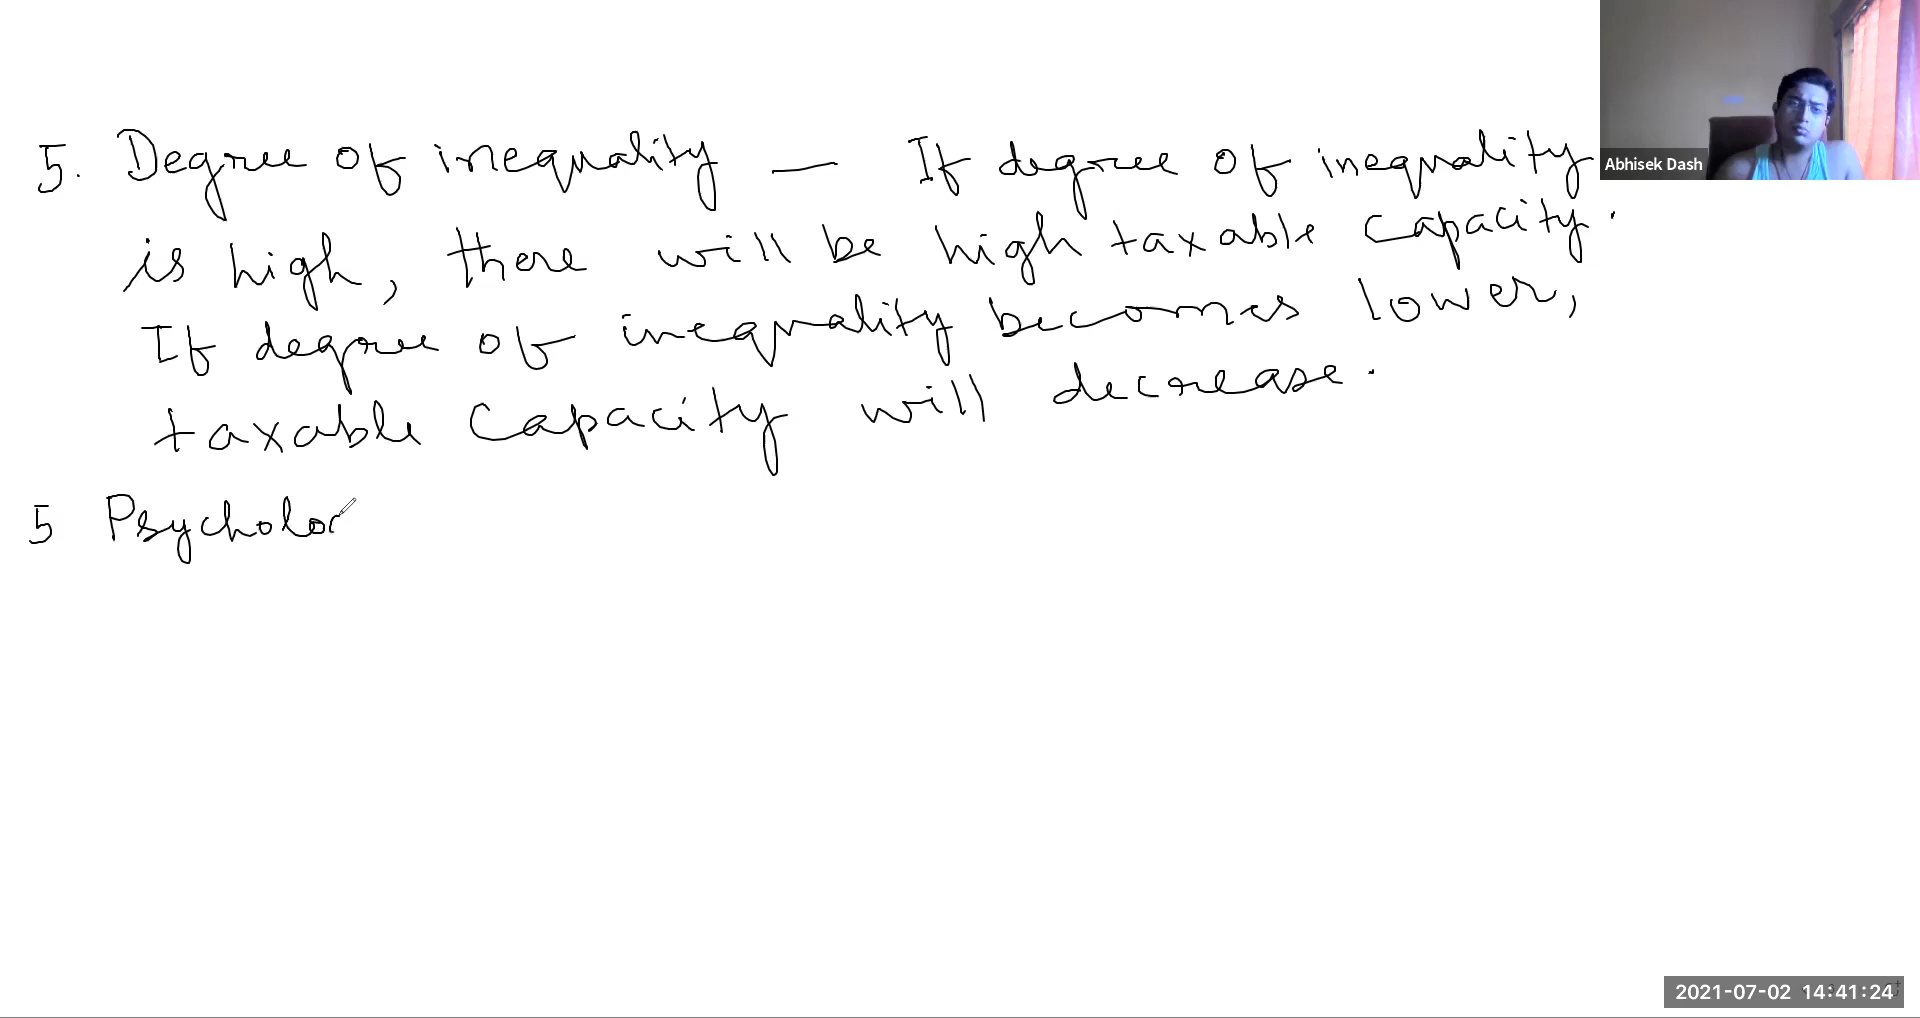 5. Degree of inequality — If degree of inequality
is high, there will be high taxable capacity.
If degree of inequality becomes lower,
taxable capacity will decrease.
5 Psycholo
Abhisek Dash
2021-07-02 14:41:24